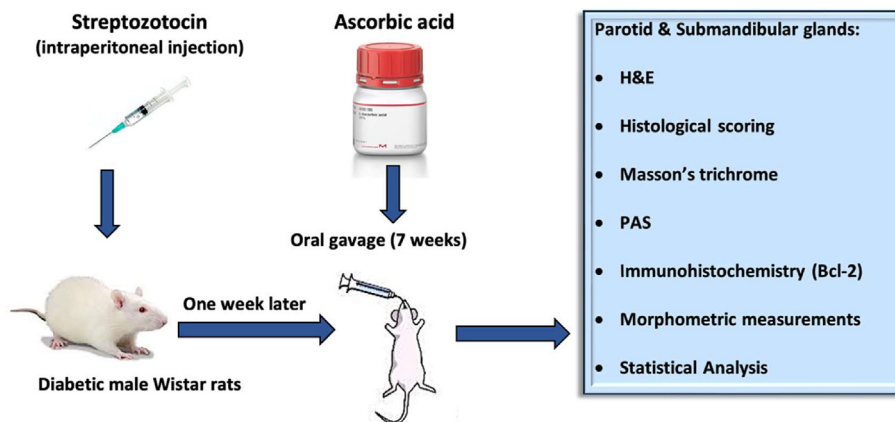 Streptozotocin
(intraperitoneal injection)
Ascorbic acid
Oral gavage (7 weeks)
One week later
Diabetic male Wistar rats
Parotid & Submandibular glands:
• H&E
• Histological scoring
• Masson's trichrome
• PAS
• Immunohistochemistry (Bcl-2)
• Morphometric measurements
• Statistical Analysis